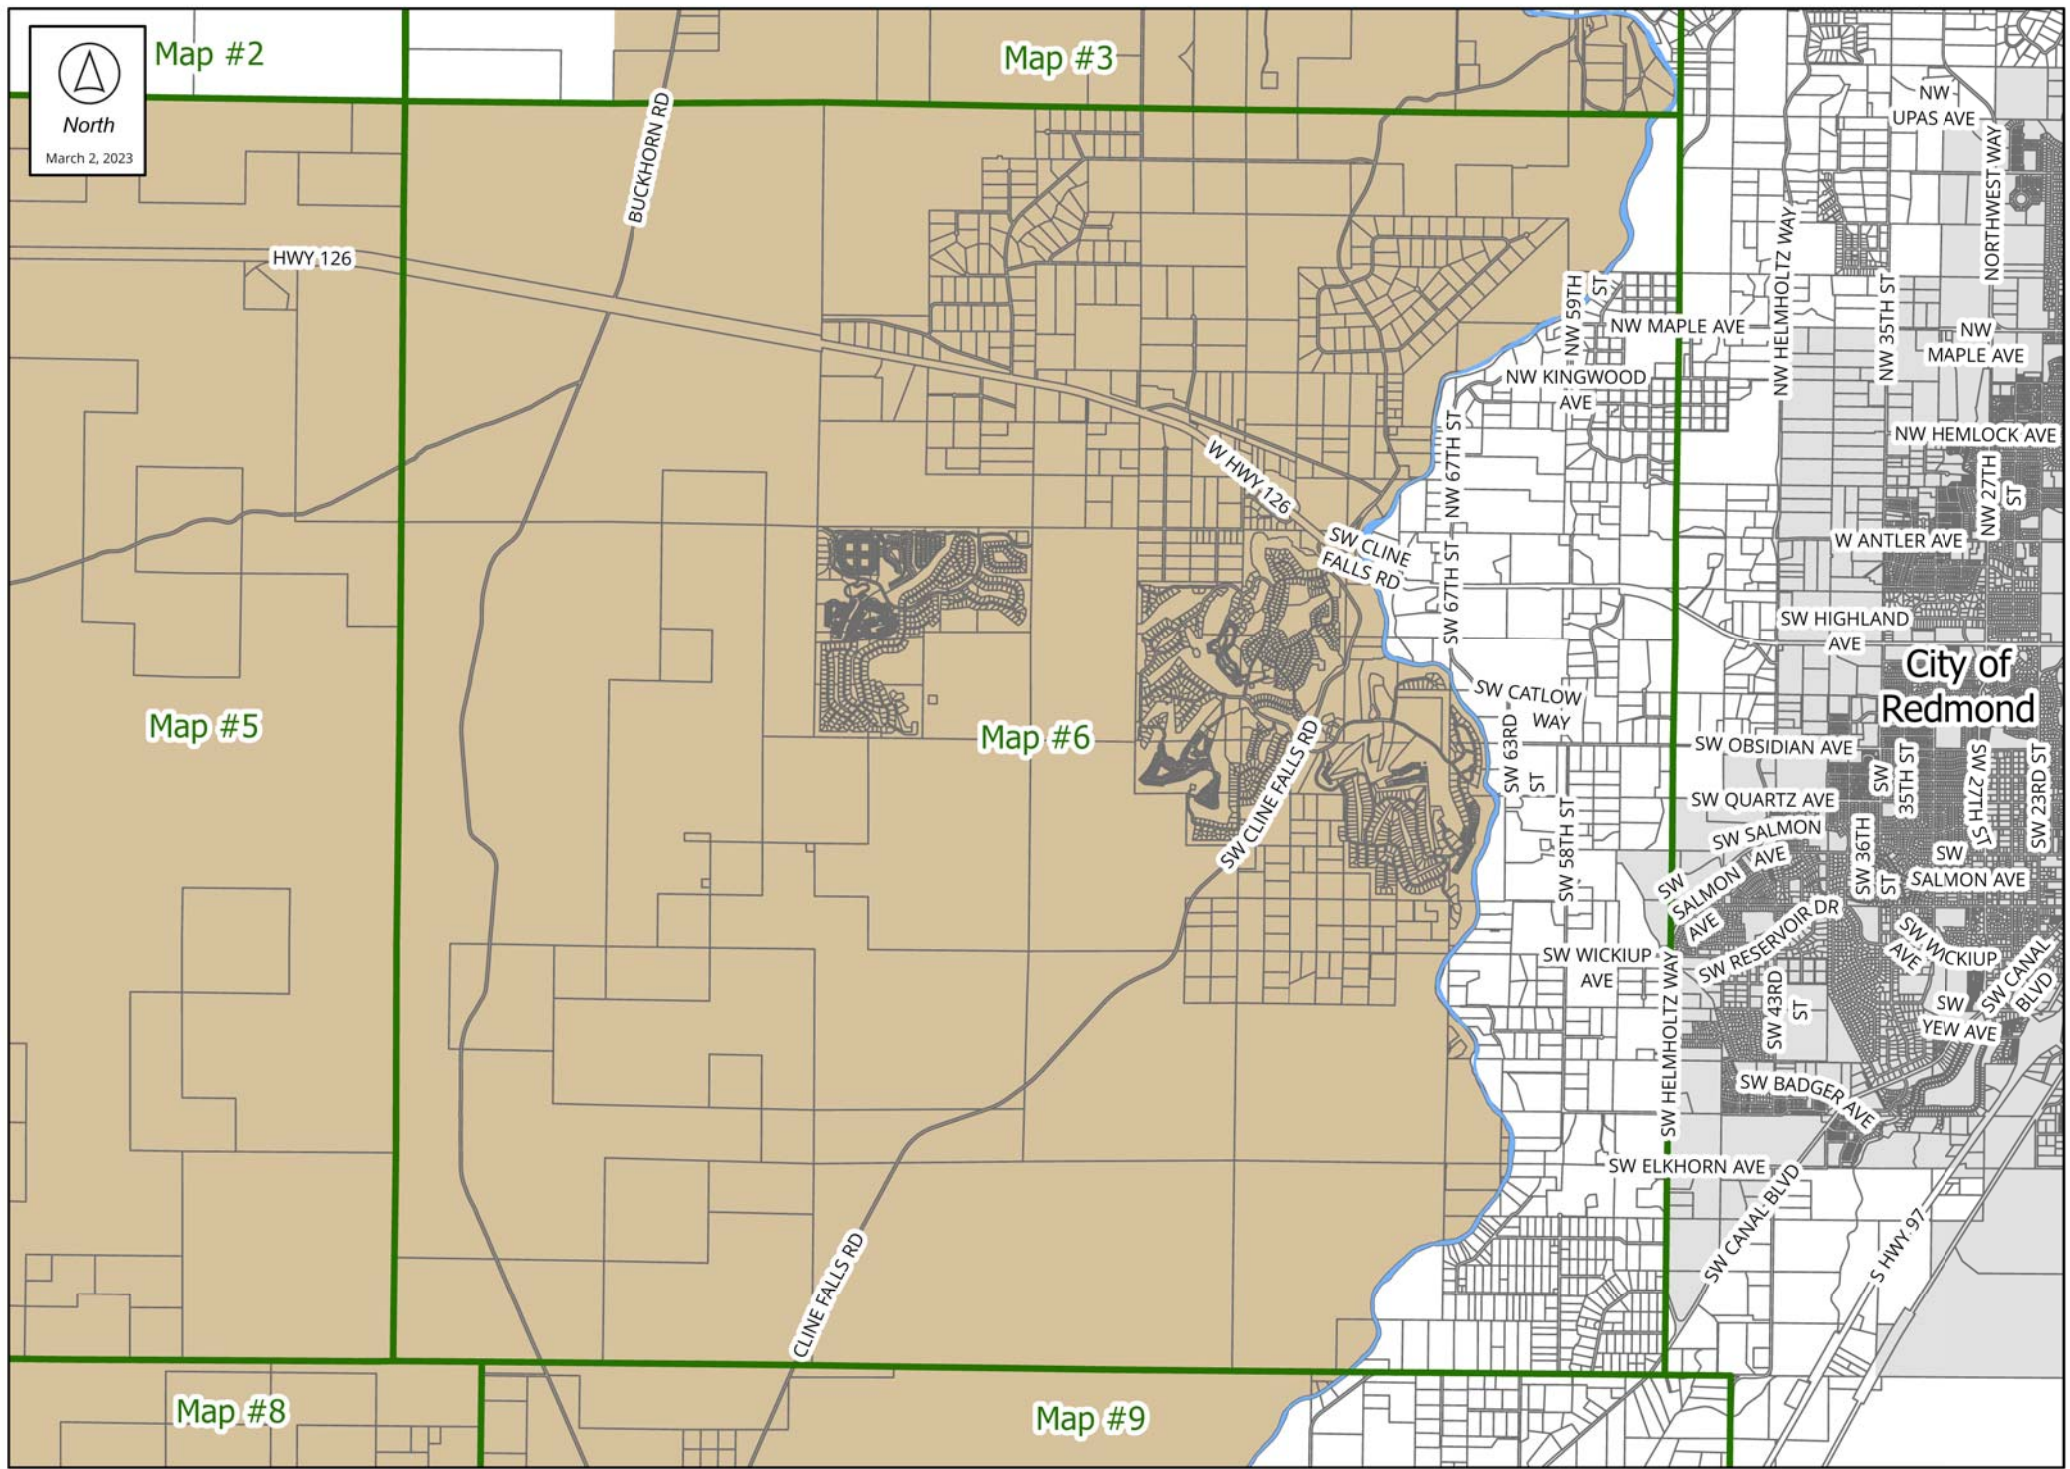 Map #2
Map #3
North
March 2, 2023
BUCKHORN RD
NW
UPAS AVE
NORTHWEST WAY
HWY 126
NW HELMHOLTZ WAY
NW 59TH
ST
NW 35TH ST
NW MAPLE AVE
NW
MAPLE AVE
NW KINGWOOD
AVE
NW HEMLOCK AVE
NW 67TH ST
W HWY 126
NW 27TH
ST
SW CLINE
FALLS RD
W ANTLER AVE
SW 67TH ST
SW HIGHLAND
AVE
City of
Redmond
SW CATLOW
WAY
Map #5
Map #6
SW 63RD
ST
SW OBSIDIAN AVE
SW
35TH ST
SW 27TH ST
SW 23RD ST
SW CLINE FALLS RD
SW QUARTZ AVE
SW 58TH ST
SW SALMON
AVE
SW 36TH
ST
SW
SALMON AVE
SW
SALMON
AVE
SW RESERVOIR DR
SW WICKIUP
AVE
SW WICKIUP
AVE
SW CANAL
BLVD
SW HELMHOLTZ WAY
SW 43RD
ST
SW
YEW AVE
SW BADGER AVE
SW ELKHORN AVE
SW CANAL BLVD
S HWY 97
CLINE FALLS RD
Map #8
Map #9